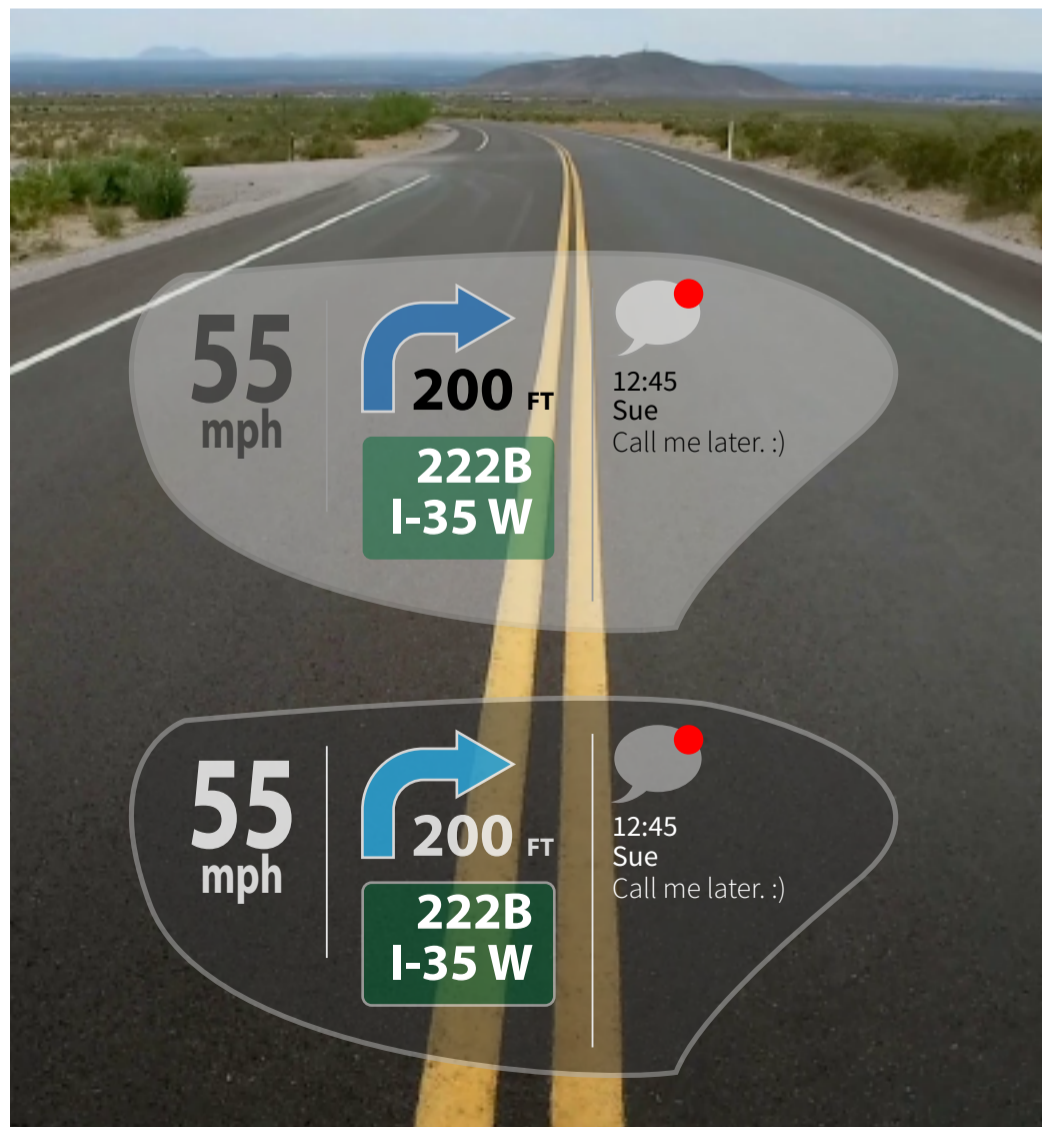 55
mph
200 FT
222B
I-35 W
12:45
Sue
Call me later. :)
55
mph
200 FT
222B
I-35 W
12:45
Sue
Call me later. :)